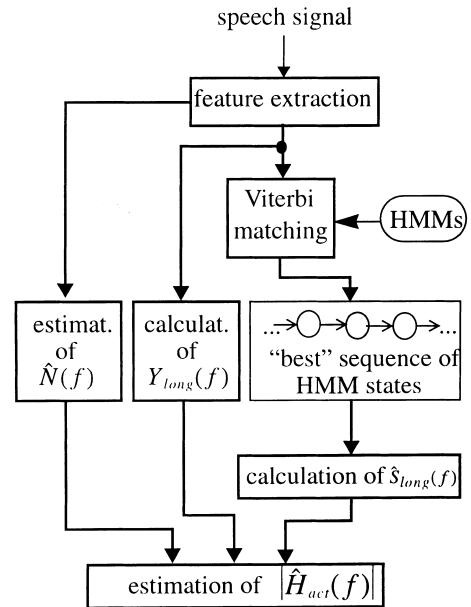 speech signal
feature extraction
Viterbi
matching
HMMs
estimat.
of
N̂(f)
calculat.
of
Y_long(f)
...→ → → →...
"best" sequence of
HMM states
calculation of ŝ_long(f)
estimation of |Ĥ_act(f)|